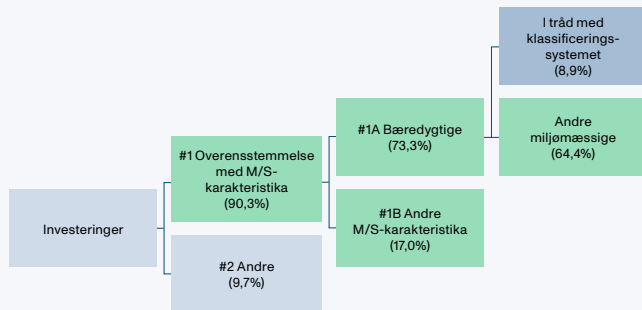 Investeringer
#1 Overensstemmelse
med M/S-
karakteristika
(90,3%)
#2 Andre
(9,7%)
#1A Bæredygtige
(73,3%)
#1B Andre
M/S-karakteristika
(17,0%)
I tråd med
klassificerings-
systemet
(8,9%)
Andre
miljømæssige
(64,4%)